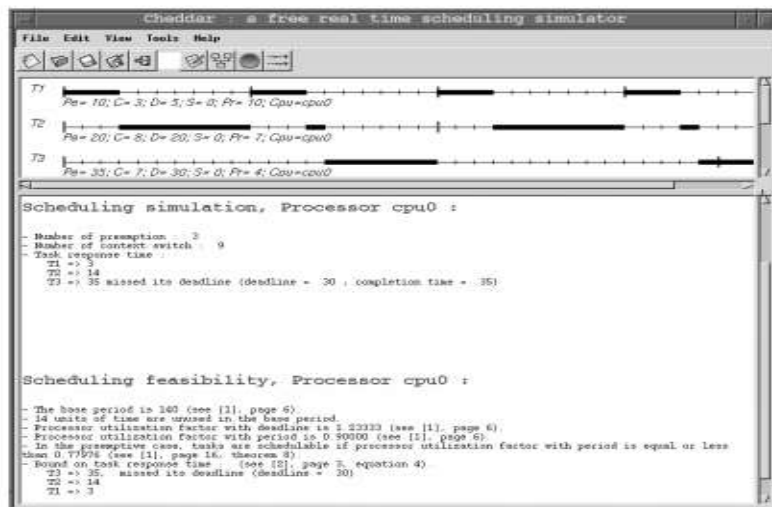 Cheddar : a free real time scheduling simulator
File Edit View Tools Help
T1
Pe= 10; C= 3; D= 5; S= 0; Pr= 10; Cpu=cpu0
T2
Pe= 20; C= 8; D= 20; S= 0; Pr= 7; Cpu=cpu0
T3
Pe= 35; C= 7; D= 30; S= 0; Pr= 4; Cpu=cpu0
Scheduling simulation, Processor cpu0 :
- Number of preemption : 3
- Number of context switch : 9
- Task response time :
T1 => 3
T2 => 14
T3 => 35 missed its deadline (deadline = 30 ; completion time = 35)
Scheduling feasibility, Processor cpu0 :
- The base period is 140 (see [1], page 6).
- 14 units of time are unused in the base period.
- Processor utilization factor with deadline is 1.23333 (see [1], page 6).
- Processor utilization factor with period is 0.90000 (see [1], page 6).
- In the preemptive case, tasks are schedulable if processor utilization factor with period is equal or less
than 0.77976 (see [1], page 16, theorem 8).
- Bound on task response time : (see [2], page 3, equation 4).
T3 => 35, missed its deadline (deadline = 30)
T2 => 14
T1 => 3